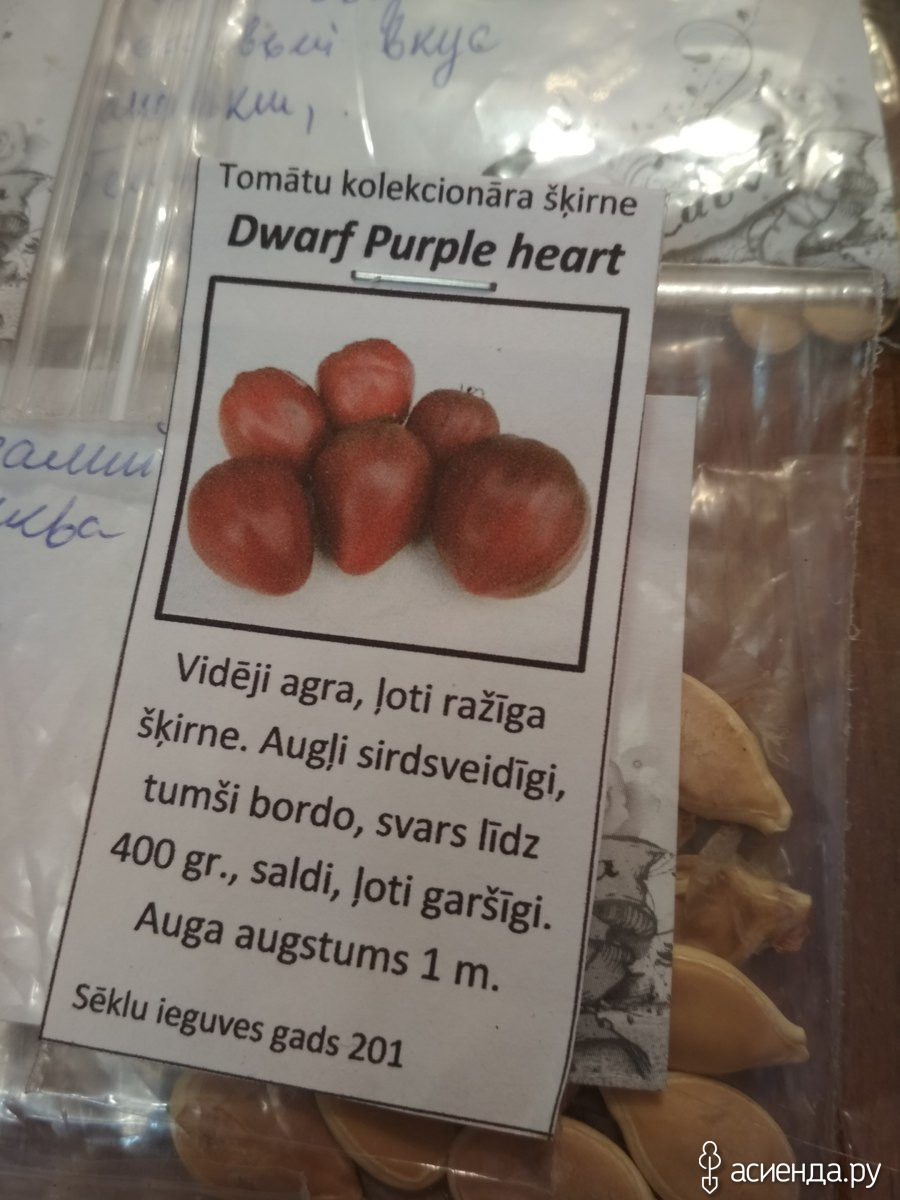 вкус
Tomātu kolekcionāra šķirne
Dwarf Purple heart
Vidēji agra, ļoti ražīga
šķirne. Augļi sirdsveidīgi,
tumši bordo, svars līdz
400 gr., saldi, ļoti garšīgi.
Auga augstums 1 m.
Sēklu ieguves gads 201
асиенда.ру